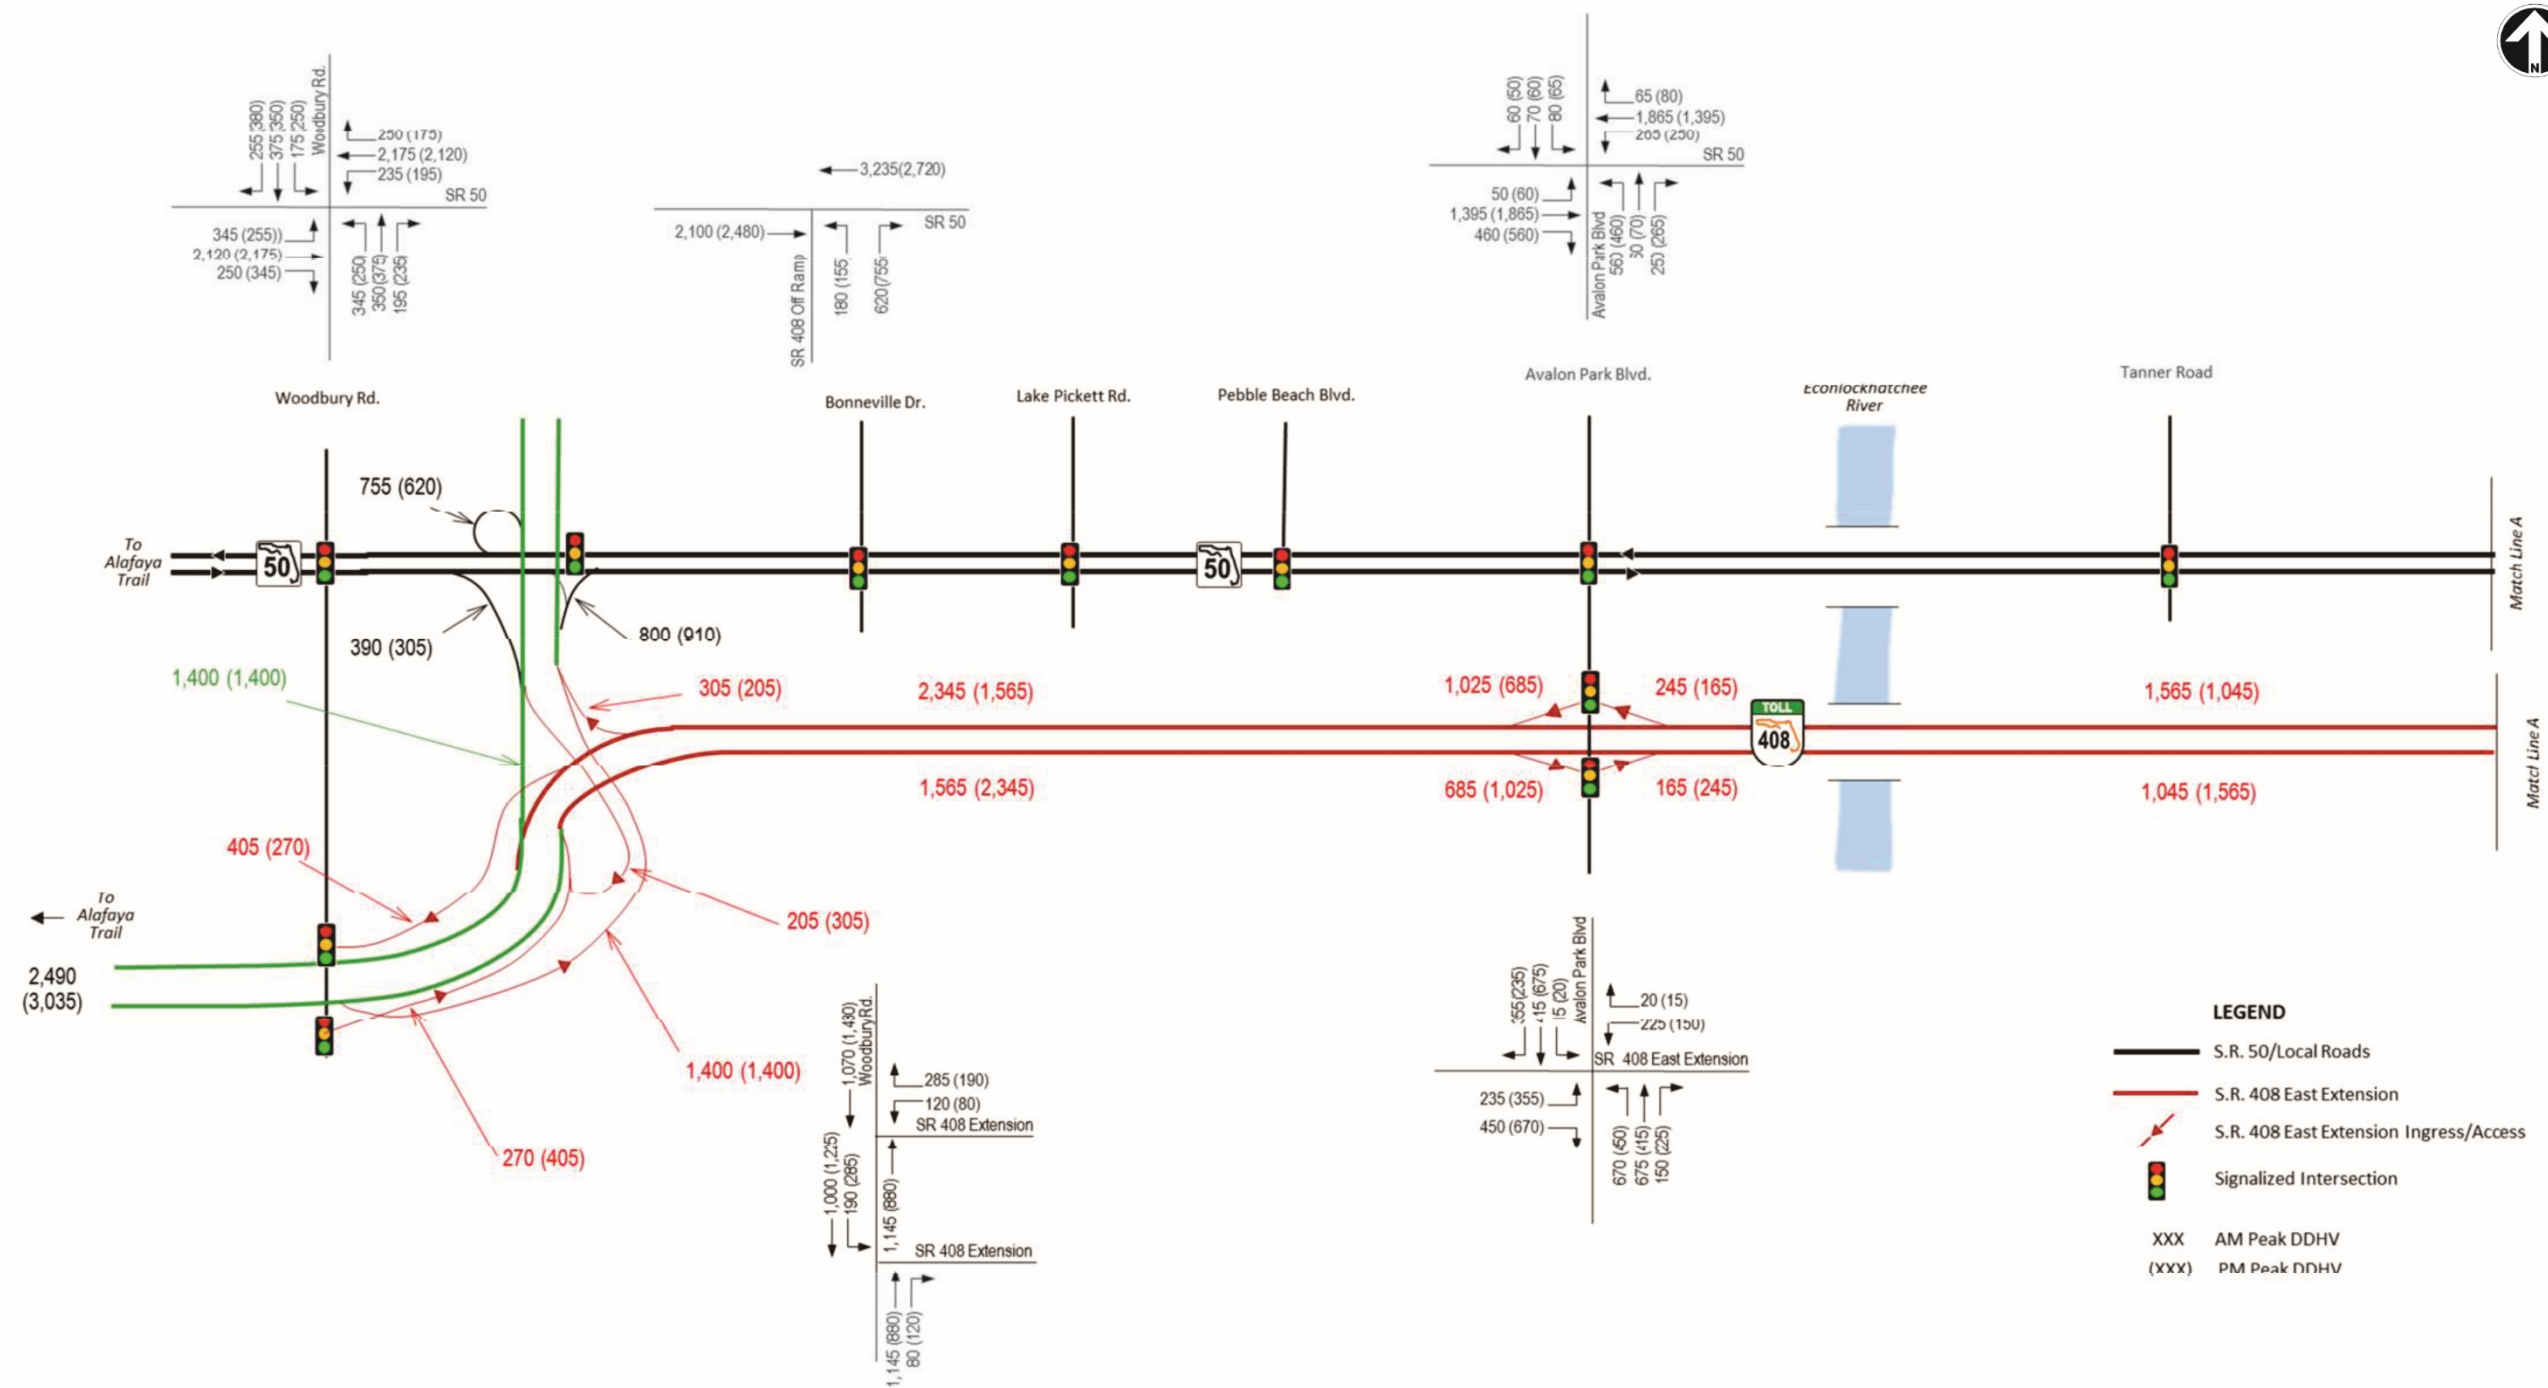 N
Woodbury Rd.
255(380)
375(350)
175(250)
250 (175)
2,175 (2,120)
235 (195)
SR 50
345 (255))
2,120 (2,175)
250 (345)
345 (250)
350(375)
195 (235)
3,235(2,720)
2,100 (2,480)
SR 50
SR 408 Off Ramp
180 (155
620(755)
60 (50)
70 (60)
80 (65)
65 (80)
1,865 (1,395)
265 (250)
SR 50
50 (60)
1,395 (1,865)
460 (560)
Avalon Park Blvd
560 (460)
(70)
250 (265)
Woodbury Rd.
Bonneville Dr.
Lake Pickett Rd.
Pebble Beach Blvd.
Avalon Park Blvd.
Econlockhatchee
River
Tanner Road
755 (620)
To
Alafaya
Trail
50
50
Match Line A
390 (305)
800 (910)
1,400 (1,400)
305 (205)
2,345 (1,565)
1,025 (685)
245 (165)
1,565 (1,045)
TOLL
408
1,565 (2,345)
685 (1,025)
165 (245)
1,045 (1,565)
Matcl Line A
405 (270)
To
Alafaya
Trail
205 (305)
2,490
(3,035)
1,400 (1,400)
270 (405)
1,070 (1,430)
Woodbury Rd.
285 (190)
120 (80)
SR 408 Extension
1,000 (1,225)
190 (285)
1,145 (880)
SR 408 Extension
1,145 (880)
80 (120)
355(235)
(675)
(20)
Avalon Park Blvd
20 (15)
225 (150)
SR 408 East Extension
235 (355)
450 (670)
670 (450)
675 (415)
150 (225)
LEGEND
S.R. 50/Local Roads
S.R. 408 East Extension
S.R. 408 East Extension Ingress/Access
Signalized Intersection
XXX AM Peak DDHV
(XXX) PM Peak DDHV